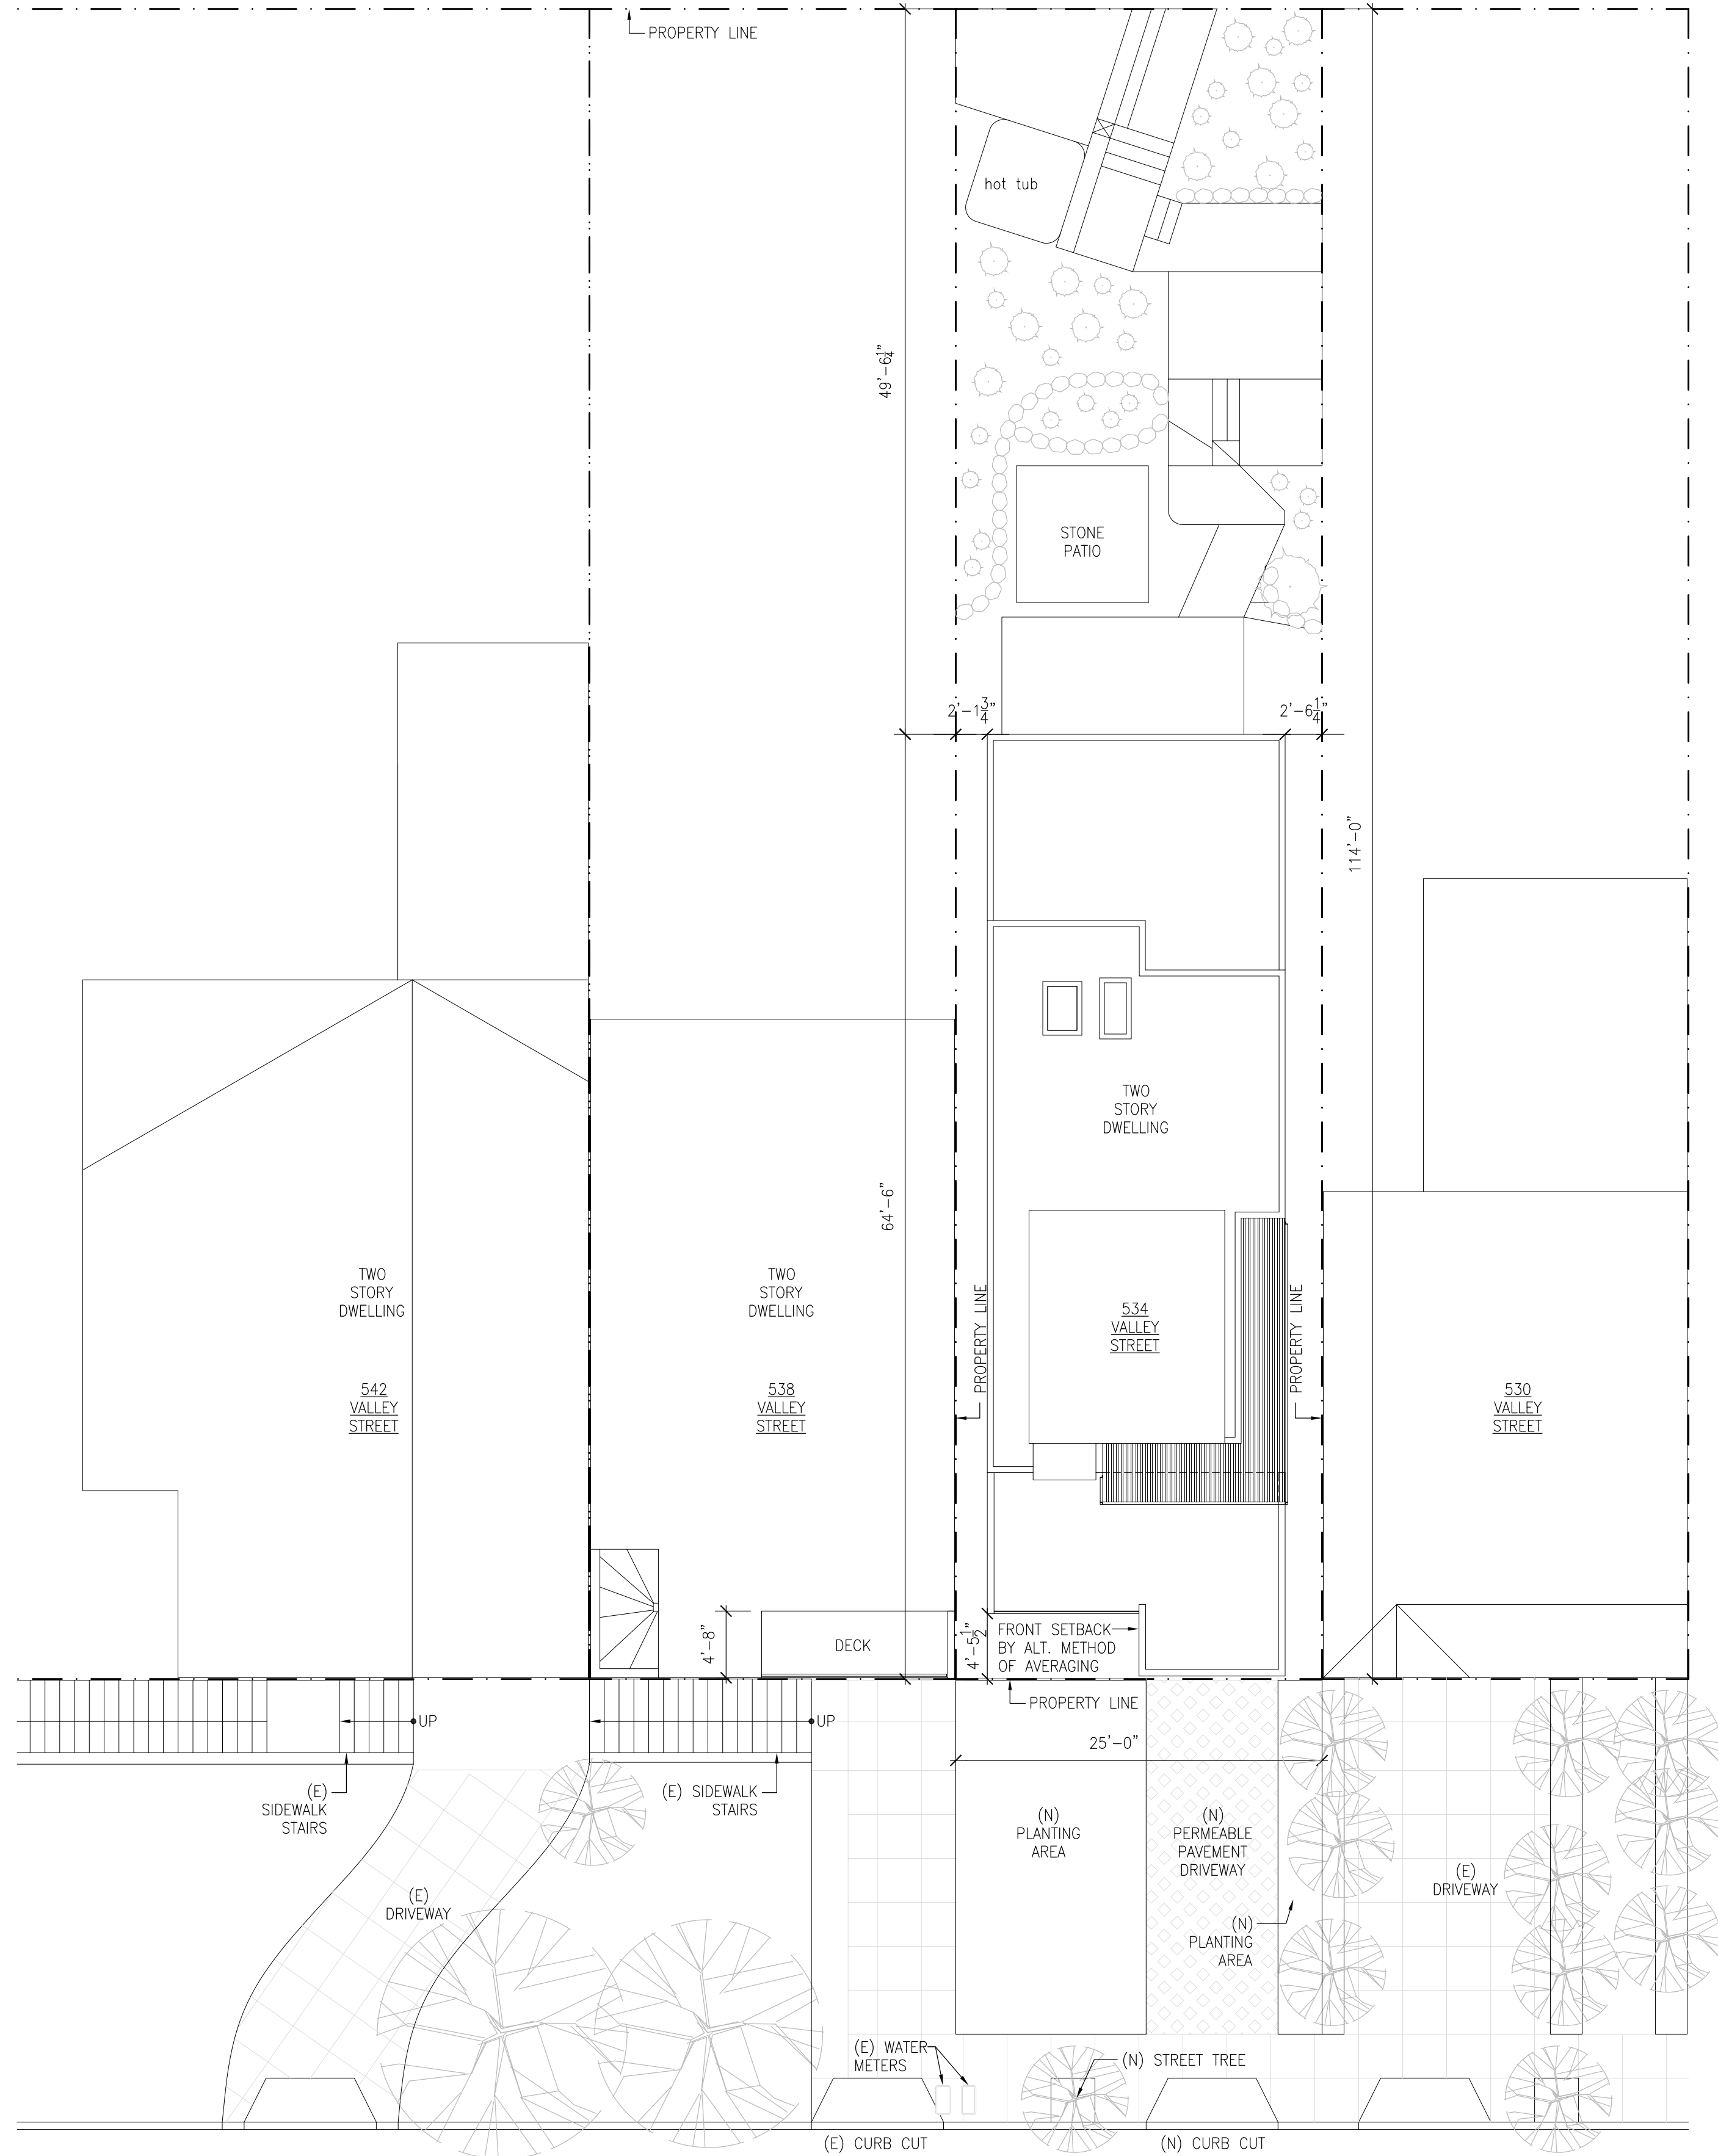 PROPERTY LINE
hot tub
49'-6¼"
STONE
PATIO
2'-1¾"
2'-6¼"
114'-0"
TWO
STORY
DWELLING
64'-6"
TWO
STORY
DWELLING
TWO
STORY
DWELLING
PROPERTY LINE
534
VALLEY
STREET
PROPERTY LINE
542
VALLEY
STREET
538
VALLEY
STREET
530
VALLEY
STREET
4'-8"
DECK
4'-5½"
FRONT SETBACK
BY ALT. METHOD
OF AVERAGING
PROPERTY LINE
UP
UP
25'-0"
(E)
SIDEWALK
STAIRS
(E) SIDEWALK
STAIRS
(N)
PLANTING
AREA
(N)
PERMEABLE
PAVEMENT
DRIVEWAY
(E)
DRIVEWAY
(E)
DRIVEWAY
(N)
PLANTING
AREA
(E) WATER
METERS
(N) STREET TREE
(E) CURB CUT
(N) CURB CUT